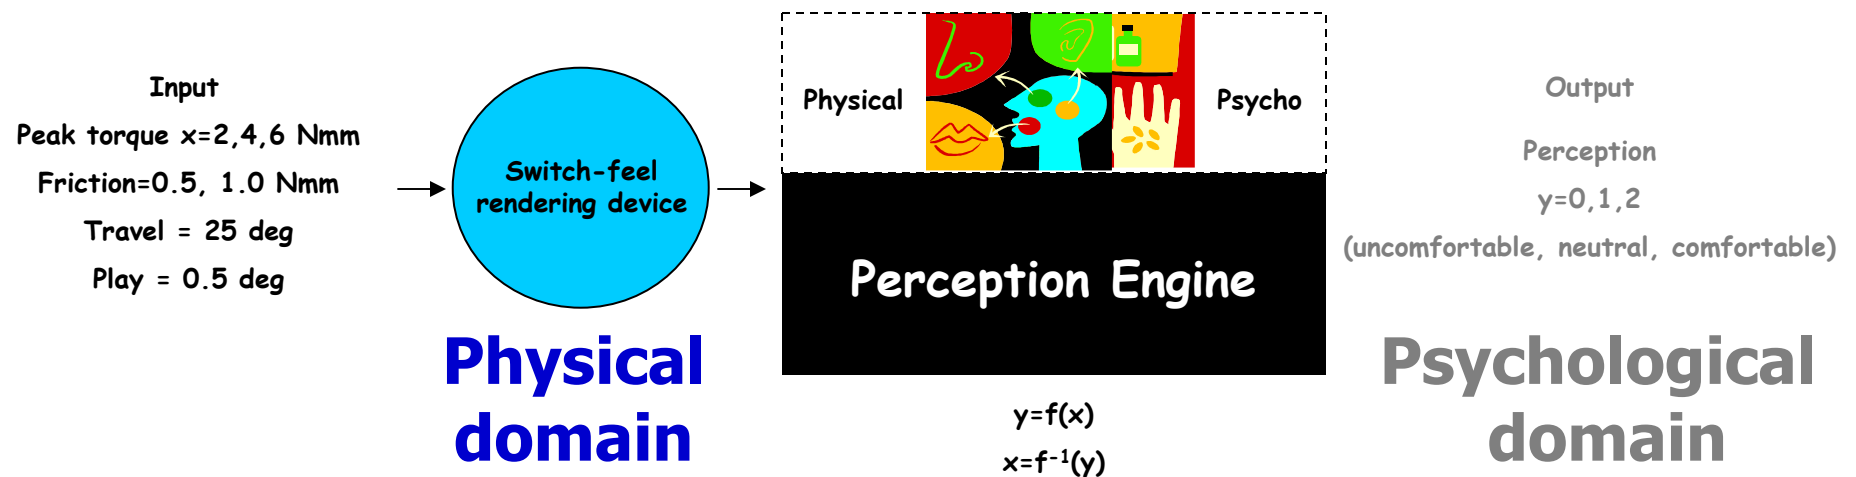 Input
Peak torque x=2,4,6 Nmm
Friction=0.5, 1.0 Nmm
Travel = 25 deg
Play = 0.5 deg
Switch-feel
rendering device
Physical
domain
Physical
Psycho
Perception Engine
y=f(x)
x=f⁻¹(y)
Output
Perception
y=0,1,2
(uncomfortable, neutral, comfortable)
Psychological
domain